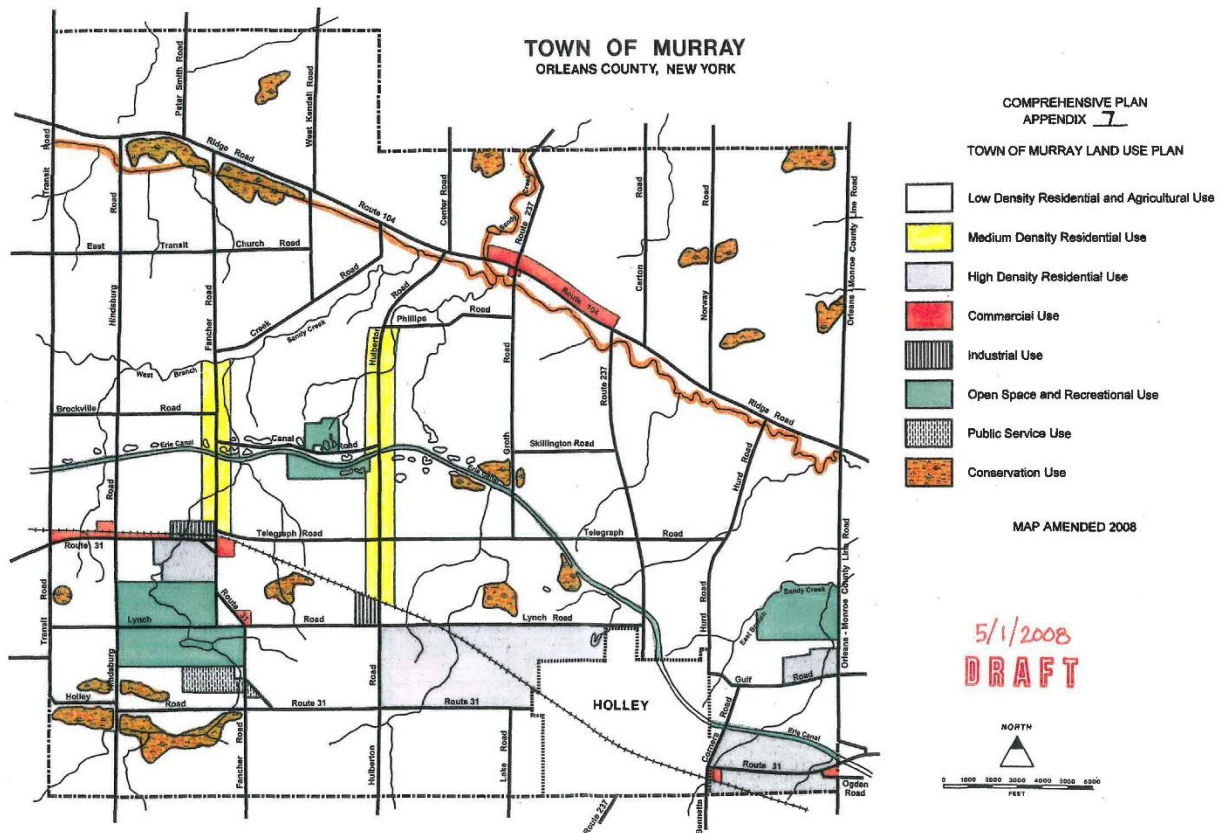 TOWN OF MURRAY
ORLEANS COUNTY, NEW YORK
COMPREHENSIVE PLAN
APPENDIX 7
TOWN OF MURRAY LAND USE PLAN
Low Density Residential and Agricultural Use
Medium Density Residential Use
High Density Residential Use
Commercial Use
Industrial Use
Open Space and Recreational Use
Public Service Use
Conservation Use
MAP AMENDED 2008
5/1/2008
DRAFT
NORTH
0 1000 2000 3000 4000 5000 6000
FEET
Peter Smith Road
West Kendall Road
Transit Road
Ridge Road
Center Road
Sandy Creek
Route 237
Route 104
Carton Road
Norway Road
Orleans - Monroe County Line Road
East Transit Church Road
Route 104
Hindsburg Road
Fancher Road
Creek Road
Sandy Creek
Hulberton Road
Phillips Road
West Branch
Groth Road
Route 237
Ridge Road
Brockville Road
Canal Road
Erie Canal
Erie Canal
Skillington Road
Hurd Road
Telegraph Road
Telegraph Road
Route 31
Transit Road
Lynch Road
Route
Lynch Road
Hurd Road
Sandy Creek
East Branch
Orleans - Monroe County Line Road
Hindsburg
Gulf Road
Holley Road
Route 31
Route 31
HOLLEY
Fancher Road
Hulberton
Lake Road
Erie Canal
Corners Road
Route 31
Ogden Road
Bennetts
Route 237